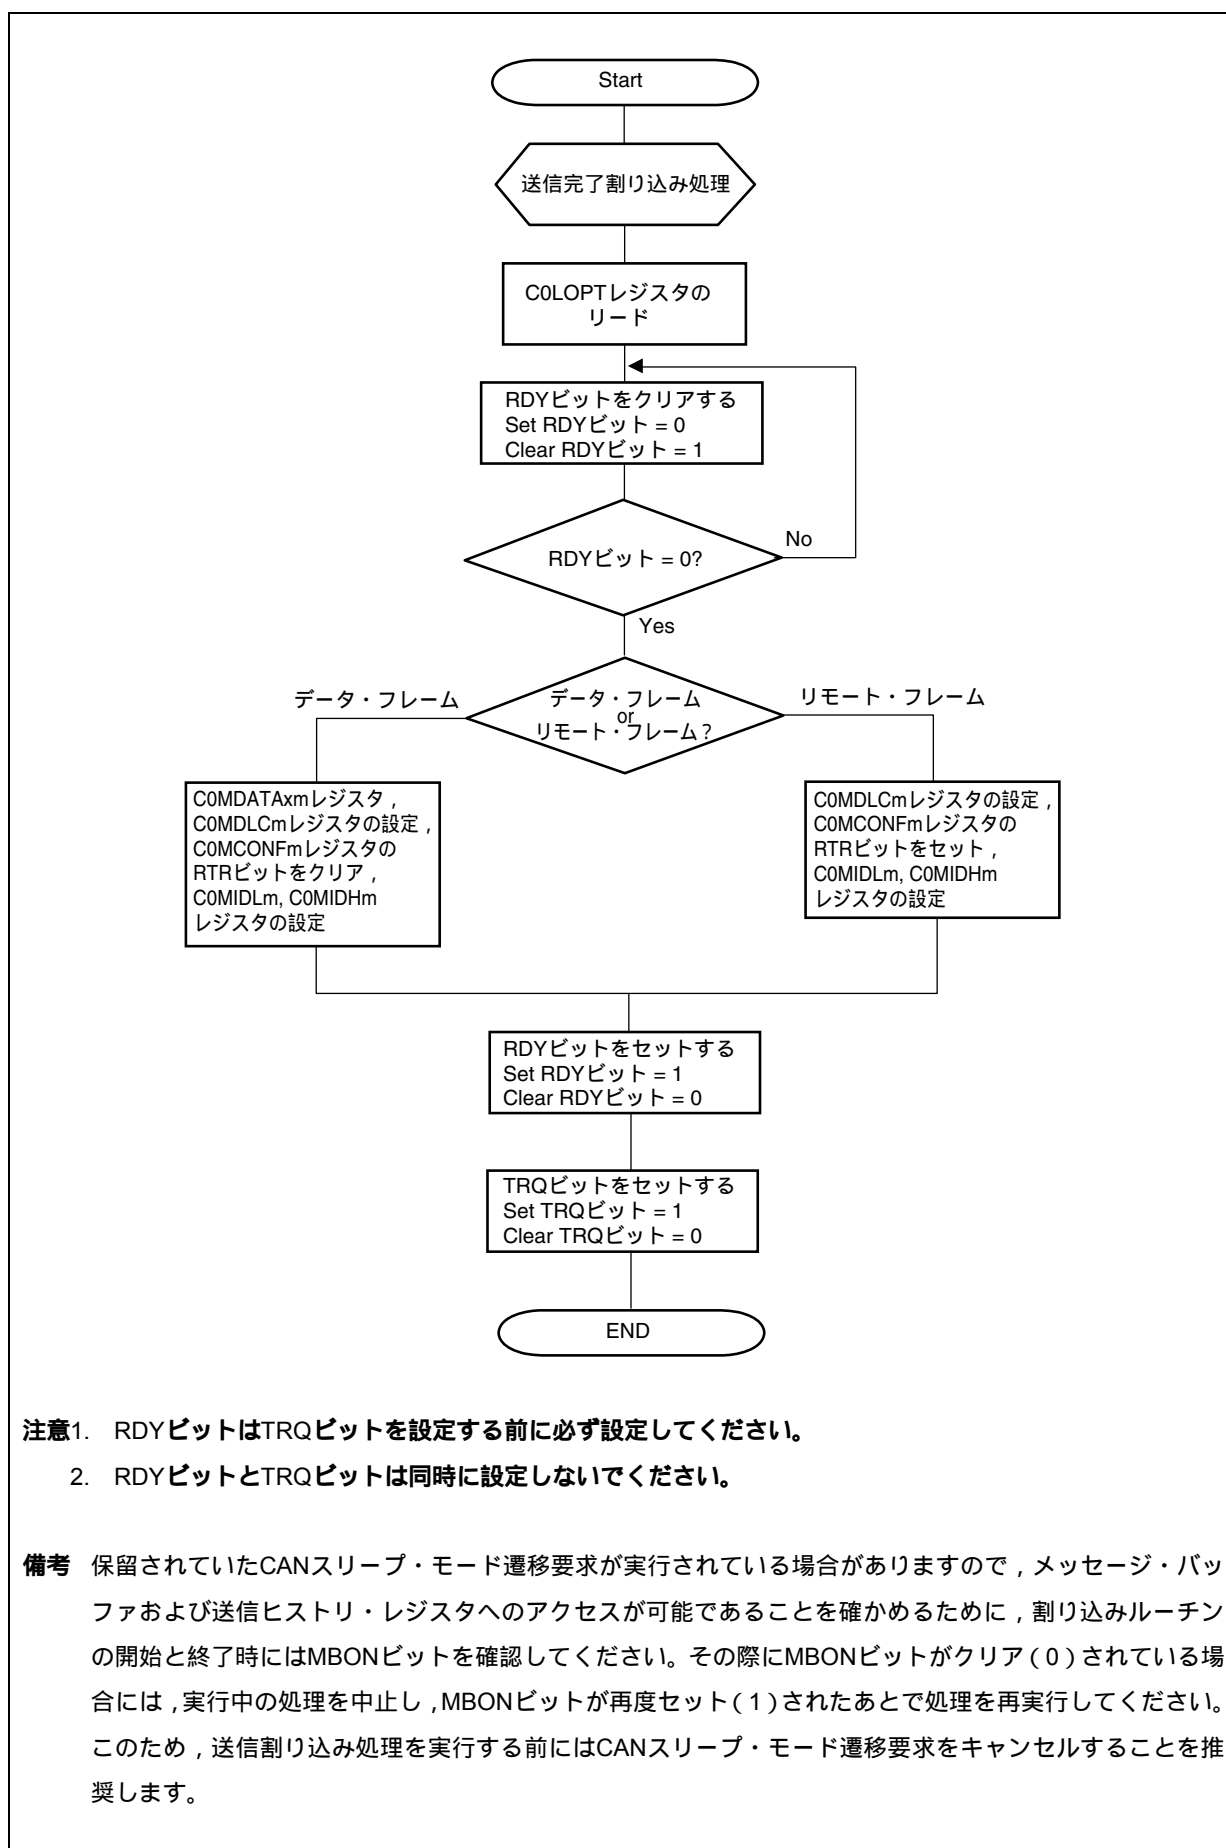 Start
送信完了割り込み処理
C0LOPTレジスタの
リード
RDYビットをクリアする
Set RDYビット = 0
Clear RDYビット = 1
RDYビット = 0?
No
Yes
データ・フレーム
データ・フレーム
or
リモート・フレーム？
リモート・フレーム
C0MDATAxmレジスタ，
C0MDLCmレジスタの設定，
C0MCONFmレジスタの
RTRビットをクリア，
C0MIDLm, C0MIDHm
レジスタの設定
C0MDLCmレジスタの設定，
C0MCONFmレジスタの
RTRビットをセット，
C0MIDLm, C0MIDHm
レジスタの設定
RDYビットをセットする
Set RDYビット = 1
Clear RDYビット = 0
TRQビットをセットする
Set TRQビット = 1
Clear TRQビット = 0
END
注意1. RDYビットはTRQビットを設定する前に必ず設定してください。
2. RDYビットとTRQビットは同時に設定しないでください。
備考 保留されていたCANスリープ・モード遷移要求が実行されている場合がありますので，メッセージ・バッ
ファおよび送信ヒストリ・レジスタへのアクセスが可能であることを確かめるために，割り込みルーチン
の開始と終了時にはMBONビットを確認してください。その際にMBONビットがクリア（0）されている場
合には，実行中の処理を中止し，MBONビットが再度セット（1）されたあとで処理を再実行してください。
このため，送信割り込み処理を実行する前にはCANスリープ・モード遷移要求をキャンセルすることを推
奨します。